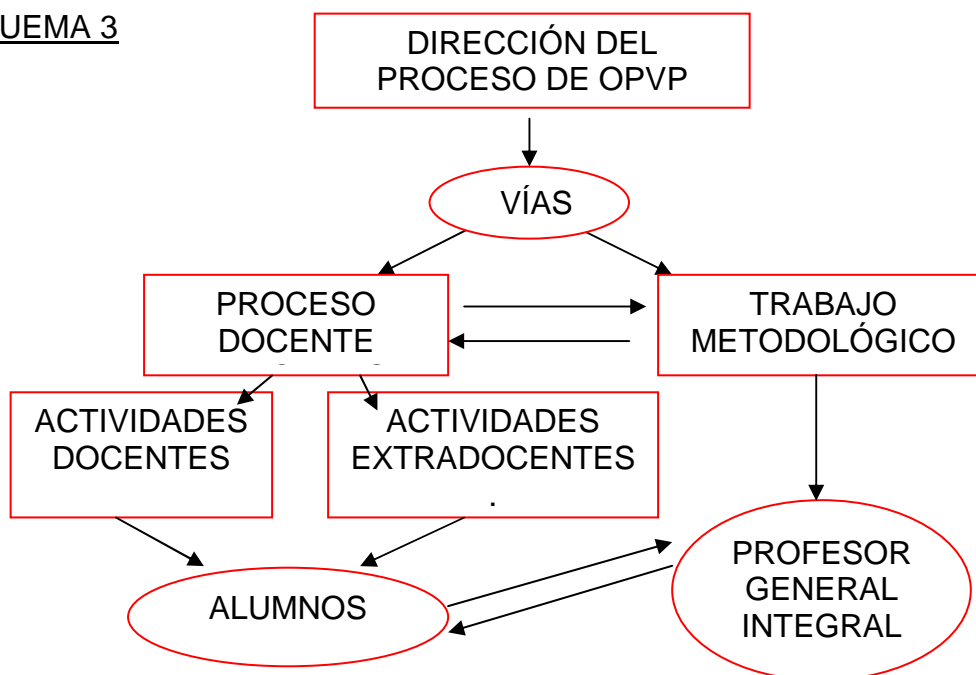 UEMA 3
DIRECCIÓN DEL
PROCESO DE OPVP
VÍAS
PROCESO
DOCENTE
TRABAJO
METODOLÓGICO
ACTIVIDADES
DOCENTES
ACTIVIDADES
EXTRADOCENTES
.
ALUMNOS
PROFESOR
GENERAL
INTEGRAL